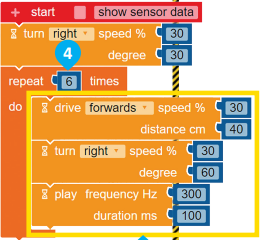 + start show sensor data
turn right speed % 30
degree 30
4
repeat 6 times
do drive forwards speed % 30
distance cm 40
turn right speed % 30
degree 60
play frequency Hz 300
duration ms 100